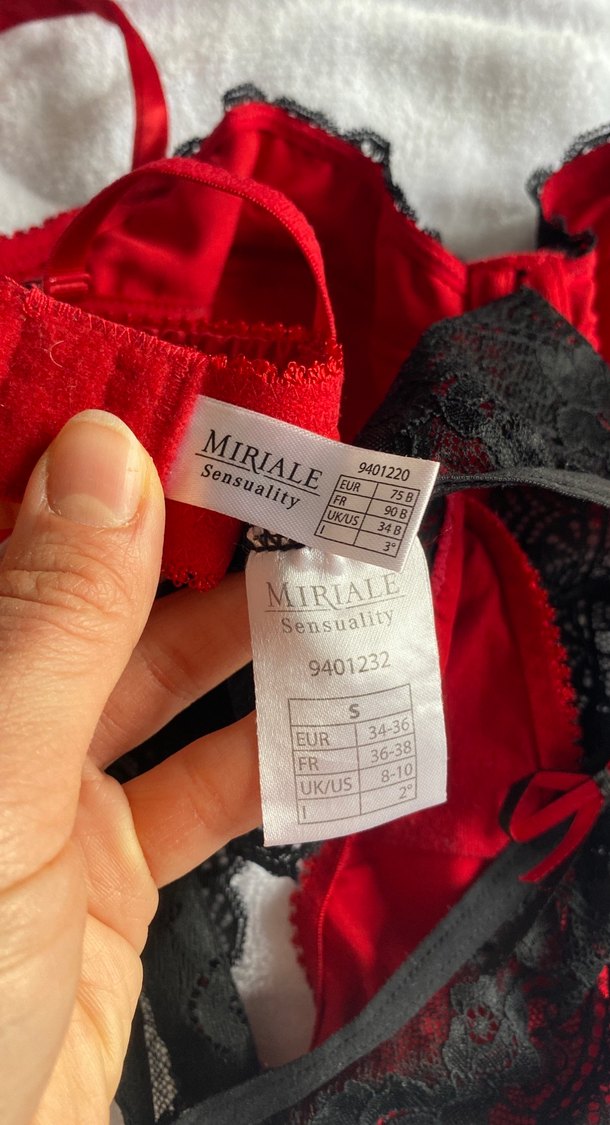 MIRIALE
Sensuality
9401220
EUR 75 B
FR 90 B
UK/US 34 B
I 3°
MIRIALE
Sensuality
9401232
S
EUR 34-36
FR 36-38
UK/US 8-10
I 2°